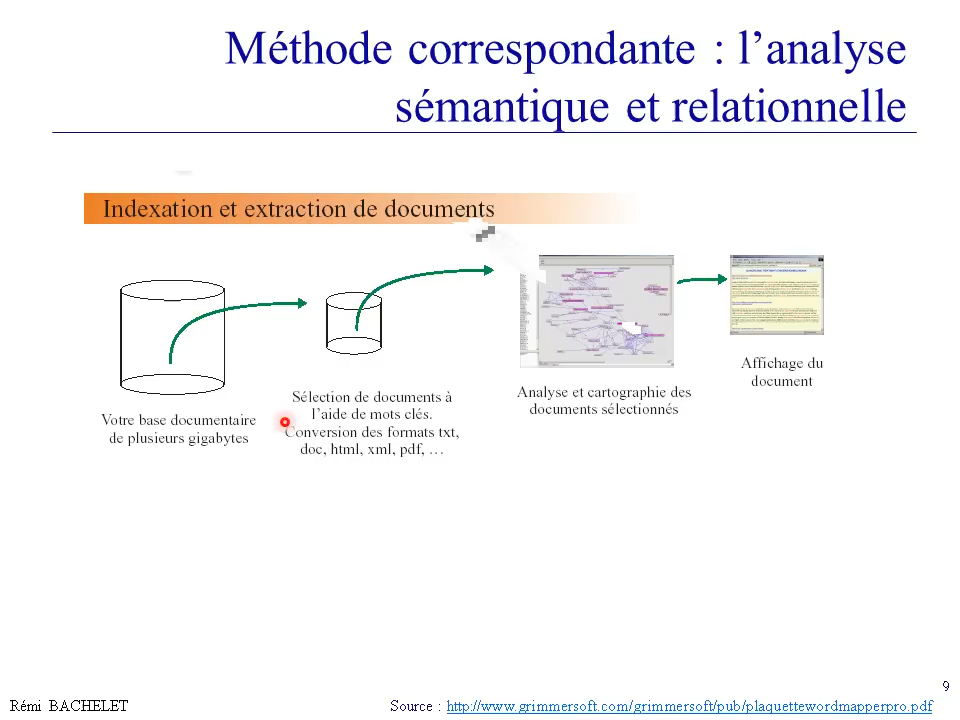 Méthode correspondante : l’analyse
sémantique et relationnelle
Indexation et extraction de documents
Votre base documentaire
de plusieurs gigabytes
Sélection de documents à
l’aide de mots clés.
Conversion des formats txt,
doc, html, xml, pdf, …
Analyse et cartographie des
documents sélectionnés
Affichage du
document
9
Rémi BACHELET
Source : http://www.grimmersoft.com/grimmersoft/pub/plaquettewordmapperpro.pdf